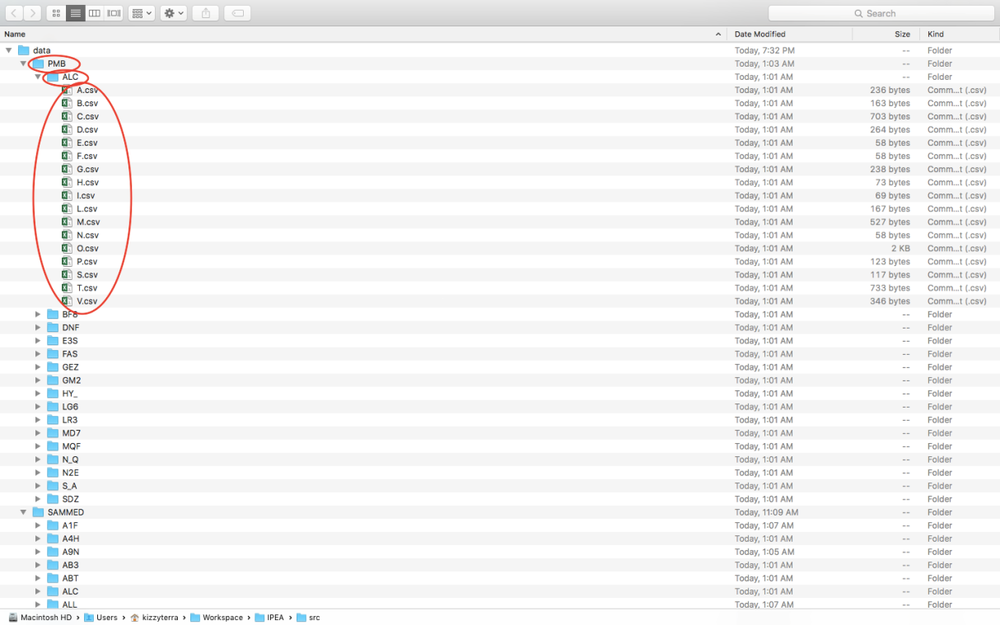 Search
Name Date Modified Size Kind
data Today, 7:32 PM -- Folder
PMB Today, 1:03 AM -- Folder
ALC Today, 1:01 AM -- Folder
A.csv Today, 1:01 AM 236 bytes Comm...t (.csv)
B.csv Today, 1:01 AM 163 bytes Comm...t (.csv)
C.csv Today, 1:01 AM 703 bytes Comm...t (.csv)
D.csv Today, 1:01 AM 264 bytes Comm...t (.csv)
E.csv Today, 1:01 AM 58 bytes Comm...t (.csv)
F.csv Today, 1:01 AM 58 bytes Comm...t (.csv)
G.csv Today, 1:01 AM 238 bytes Comm...t (.csv)
H.csv Today, 1:01 AM 73 bytes Comm...t (.csv)
I.csv Today, 1:01 AM 69 bytes Comm...t (.csv)
L.csv Today, 1:01 AM 167 bytes Comm...t (.csv)
M.csv Today, 1:01 AM 527 bytes Comm...t (.csv)
N.csv Today, 1:01 AM 58 bytes Comm...t (.csv)
O.csv Today, 1:01 AM 2 KB Comm...t (.csv)
P.csv Today, 1:01 AM 123 bytes Comm...t (.csv)
S.csv Today, 1:01 AM 117 bytes Comm...t (.csv)
T.csv Today, 1:01 AM 733 bytes Comm...t (.csv)
V.csv Today, 1:01 AM 346 bytes Comm...t (.csv)
BF8 Today, 1:01 AM -- Folder
DNF Today, 1:01 AM -- Folder
E3S Today, 1:01 AM -- Folder
FAS Today, 1:01 AM -- Folder
GEZ Today, 1:01 AM -- Folder
GM2 Today, 1:01 AM -- Folder
HY_ Today, 1:01 AM -- Folder
LG6 Today, 1:01 AM -- Folder
LR3 Today, 1:01 AM -- Folder
MD7 Today, 1:01 AM -- Folder
MQF Today, 1:01 AM -- Folder
N_Q Today, 1:01 AM -- Folder
N2E Today, 1:01 AM -- Folder
S_A Today, 1:01 AM -- Folder
SDZ Today, 1:01 AM -- Folder
SAMMED Today, 11:09 AM -- Folder
A1F Today, 1:07 AM -- Folder
A4H Today, 1:01 AM -- Folder
A9N Today, 1:05 AM -- Folder
AB3 Today, 1:01 AM -- Folder
ABT Today, 1:01 AM -- Folder
ALC Today, 1:01 AM -- Folder
ALL Today, 1:07 AM -- Folder
Macintosh HD › Users › kizzyterra › Workspace › IPEA › src